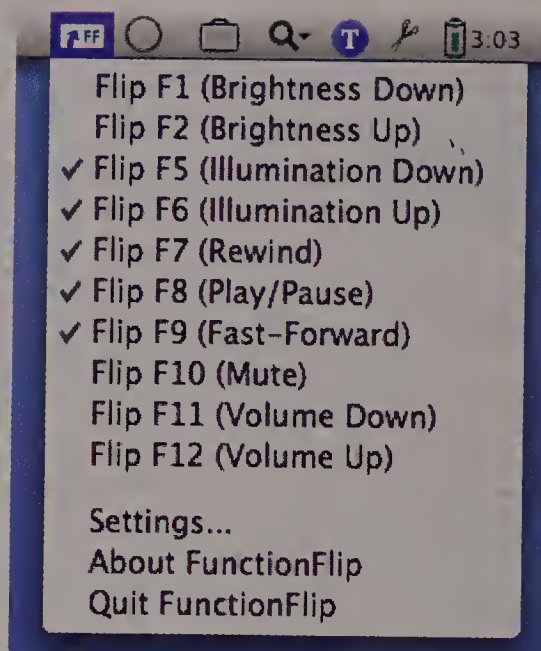 FF T 3:03
Flip F1 (Brightness Down)
Flip F2 (Brightness Up)
✓ Flip F5 (Illumination Down)
✓ Flip F6 (Illumination Up)
✓ Flip F7 (Rewind)
✓ Flip F8 (Play/Pause)
✓ Flip F9 (Fast-Forward)
Flip F10 (Mute)
Flip F11 (Volume Down)
Flip F12 (Volume Up)
Settings...
About FunctionFlip
Quit FunctionFlip